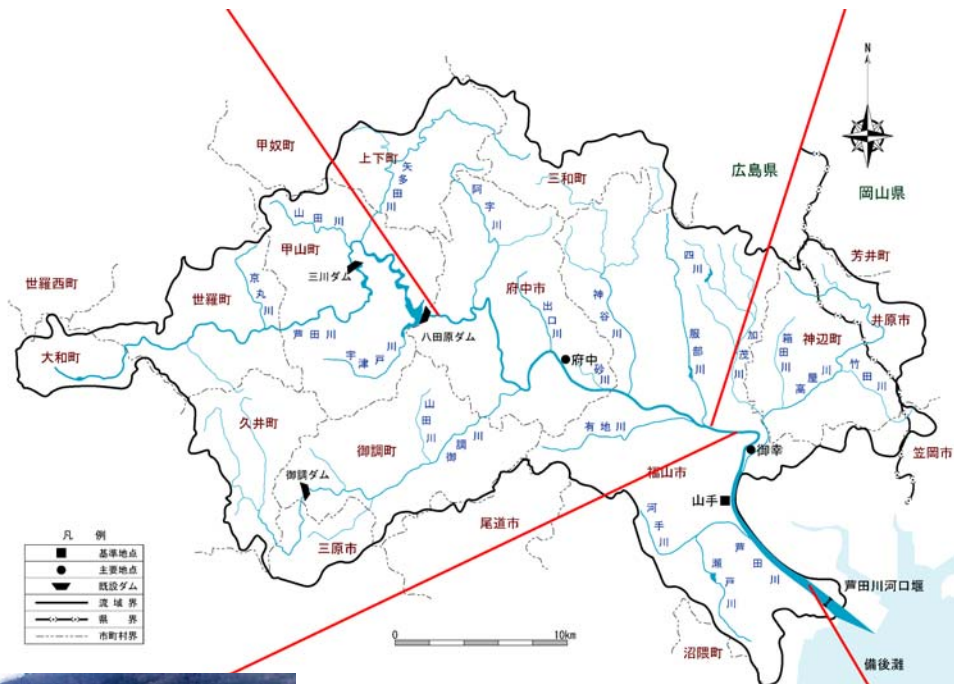 N
甲奴町
上下町
矢多田川
阿字川
三和町
広島県
岡山県
山田川
甲山町
三川ダム
京丸川
世羅西町
世羅町
芦田川
宇津戸川
八田原ダム
大和町
府中市
出口川
神谷川
四川
服部川
加茂川
芳井町
井原市
神辺町
箱田川
高屋川
竹田川
府中
砂川
久井町
山田川
御調町
御調川
有地川
御幸
笠岡市
御調ダム
福山市
山手
尾道市
三原市
河手川
瀬戸川
芦田川
芦田川河口堰
沼隈町
備後灘
凡 例
基準地点
主要地点
既設ダム
流域界
県界
市町村界
0 10km